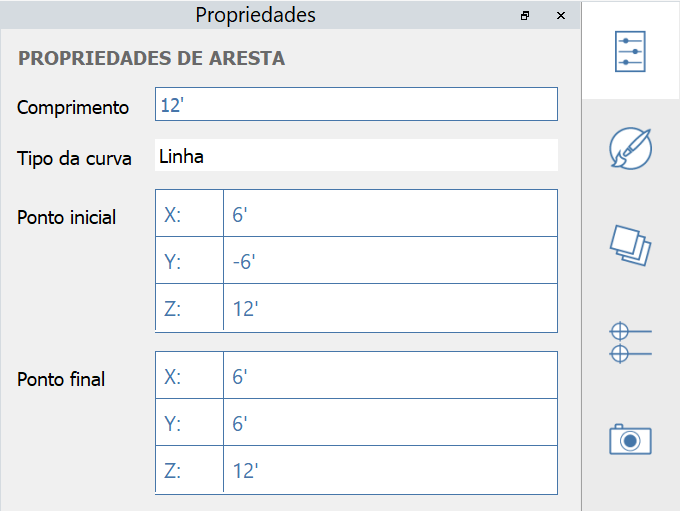 Propriedades
PROPRIEDADES DE ARESTA
Comprimento 12'
Tipo da curva Linha
Ponto inicial X: 6'
Y: -6'
Z: 12'
Ponto final X: 6'
Y: 6'
Z: 12'